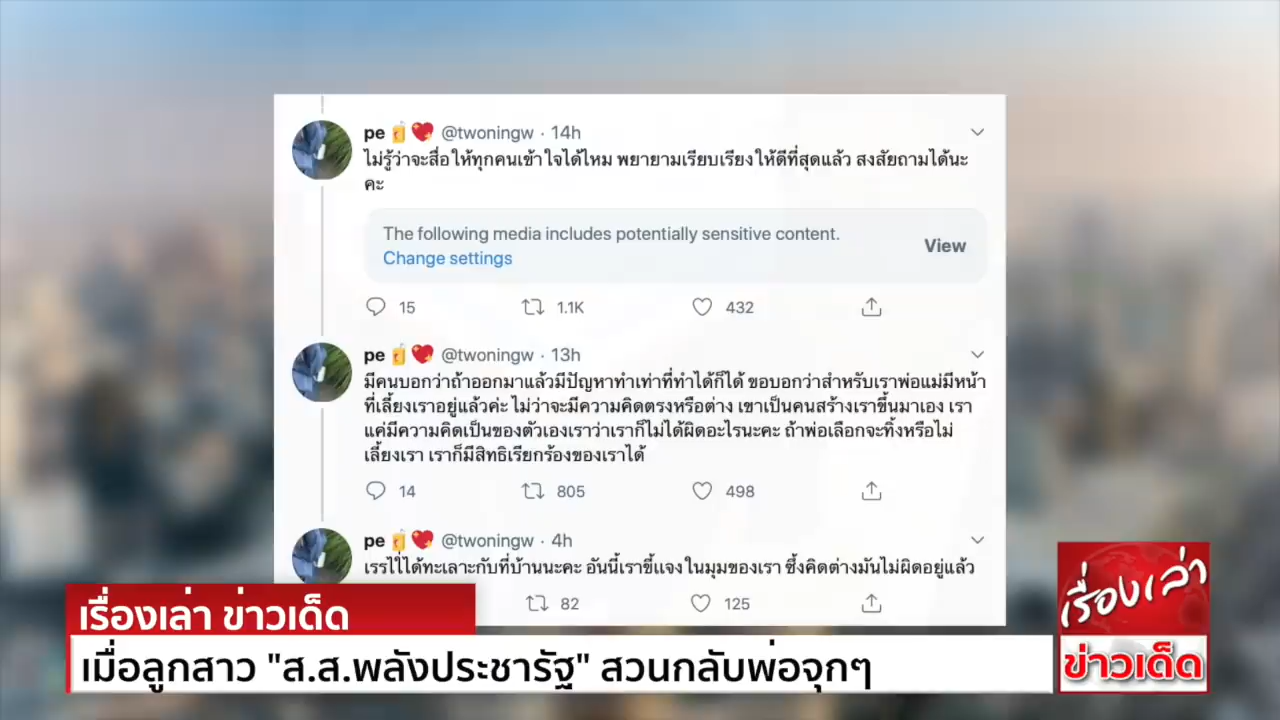 pe @twoningw · 14h
ไม่รู้ว่าจะสื่อให้ทุกคนเข้าใจได้ไหม พยายามเรียบเรียงให้ดีที่สุดแล้ว สงสัยถามได้นะ
คะ
The following media includes potentially sensitive content.
Change settings
View
15 1.1K 432
pe @twoningw · 13h
มีคนบอกว่าถ้าออกมาแล้วมีปัญหาทำเท่าที่ทำได้ก็ได้ ขอบอกว่าสำหรับเราพ่อแม่มีหน้า
ที่เลี้ยงเราอยู่แล้วค่ะ ไม่ว่าจะมีความคิดตรงหรือต่าง เขาเป็นคนสร้างเราขึ้นมาเอง เรา
แค่มีความคิดเป็นของตัวเองเราว่าเราก็ไม่ได้ผิดอะไรนะคะ ถ้าพ่อเลือกจะทิ้งหรือไม่
เลี้ยงเรา เราก็มีสิทธิเรียกร้องของเราได้
14 805 498
pe @twoningw · 4h
ได้ทะเลาะกับที่บ้านนะคะ อันนี้เราชี้แจงในมุมของเรา ซึ่งคิดต่างมันไม่ผิดอยู่แล้ว
82 125
เรื่องเล่า ข่าวเด็ด
เมื่อลูกสาว "ส.ส.พลังประชารัฐ" สวนกลับพ่อจุกๆ
เรื่องเล่า
ข่าวเด็ด